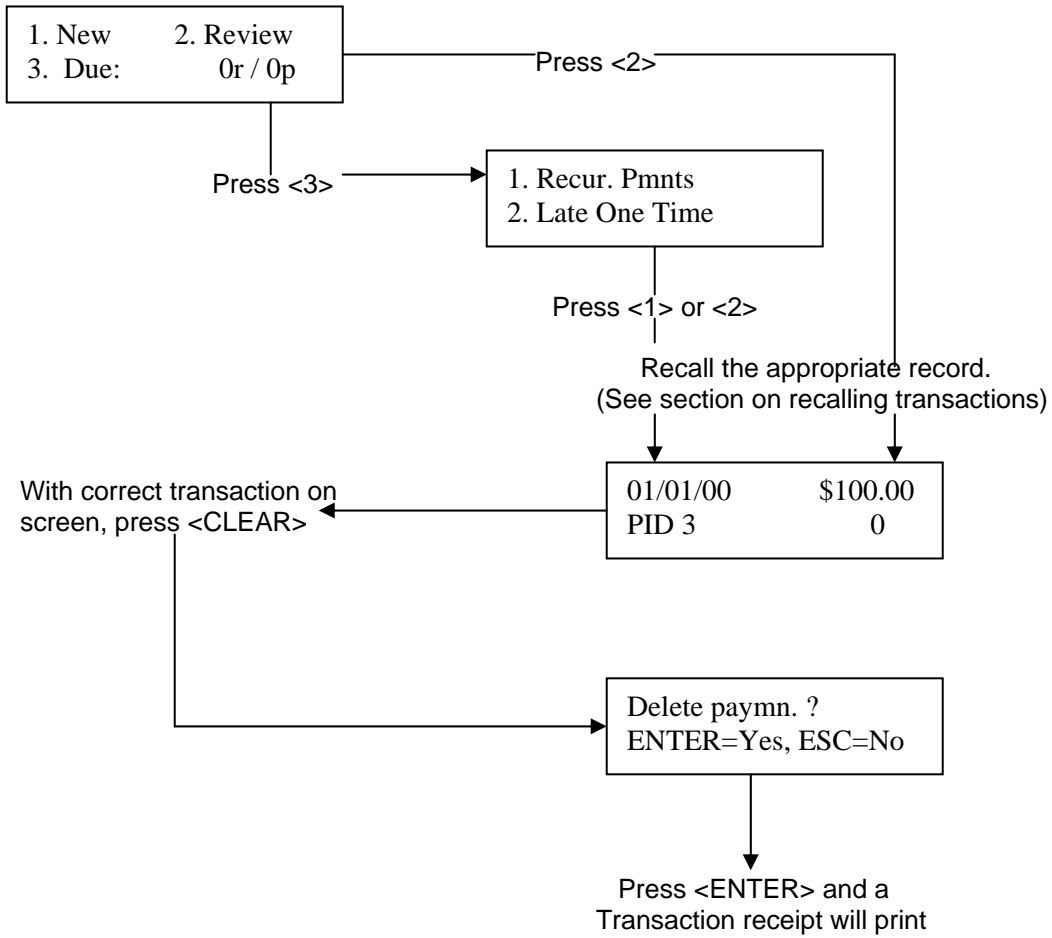 1. New 2. Review
3. Due: 0r / 0p
Press <2>
Press <3>
1. Recur. Pmnts
2. Late One Time
Press <1> or <2>
Recall the appropriate record.
(See section on recalling transactions)
01/01/00 $100.00
PID 3 0
With correct transaction on
screen, press <CLEAR>
Delete paymn. ?
ENTER=Yes, ESC=No
Press <ENTER> and a
Transaction receipt will print